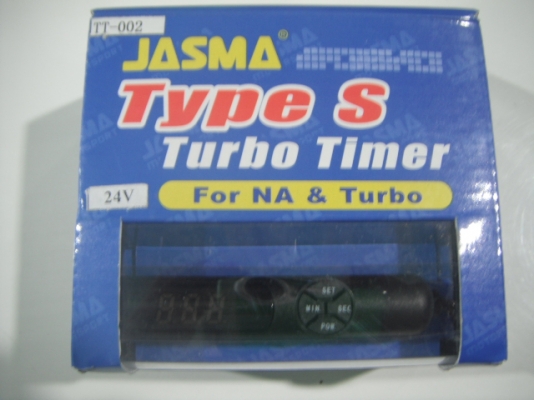 TT-002
JASMA®
Type S
Turbo Timer
24V
For NA & Turbo
SET
MIN SEC
PWR